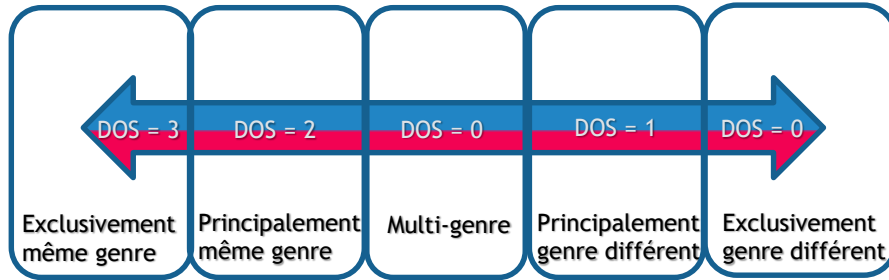 DOS = 3
DOS = 2
DOS = 0
DOS = 1
DOS = 0
Exclusivement
même genre
Principalement
même genre
Multi-genre
Principalement
genre différent
Exclusivement
genre différent